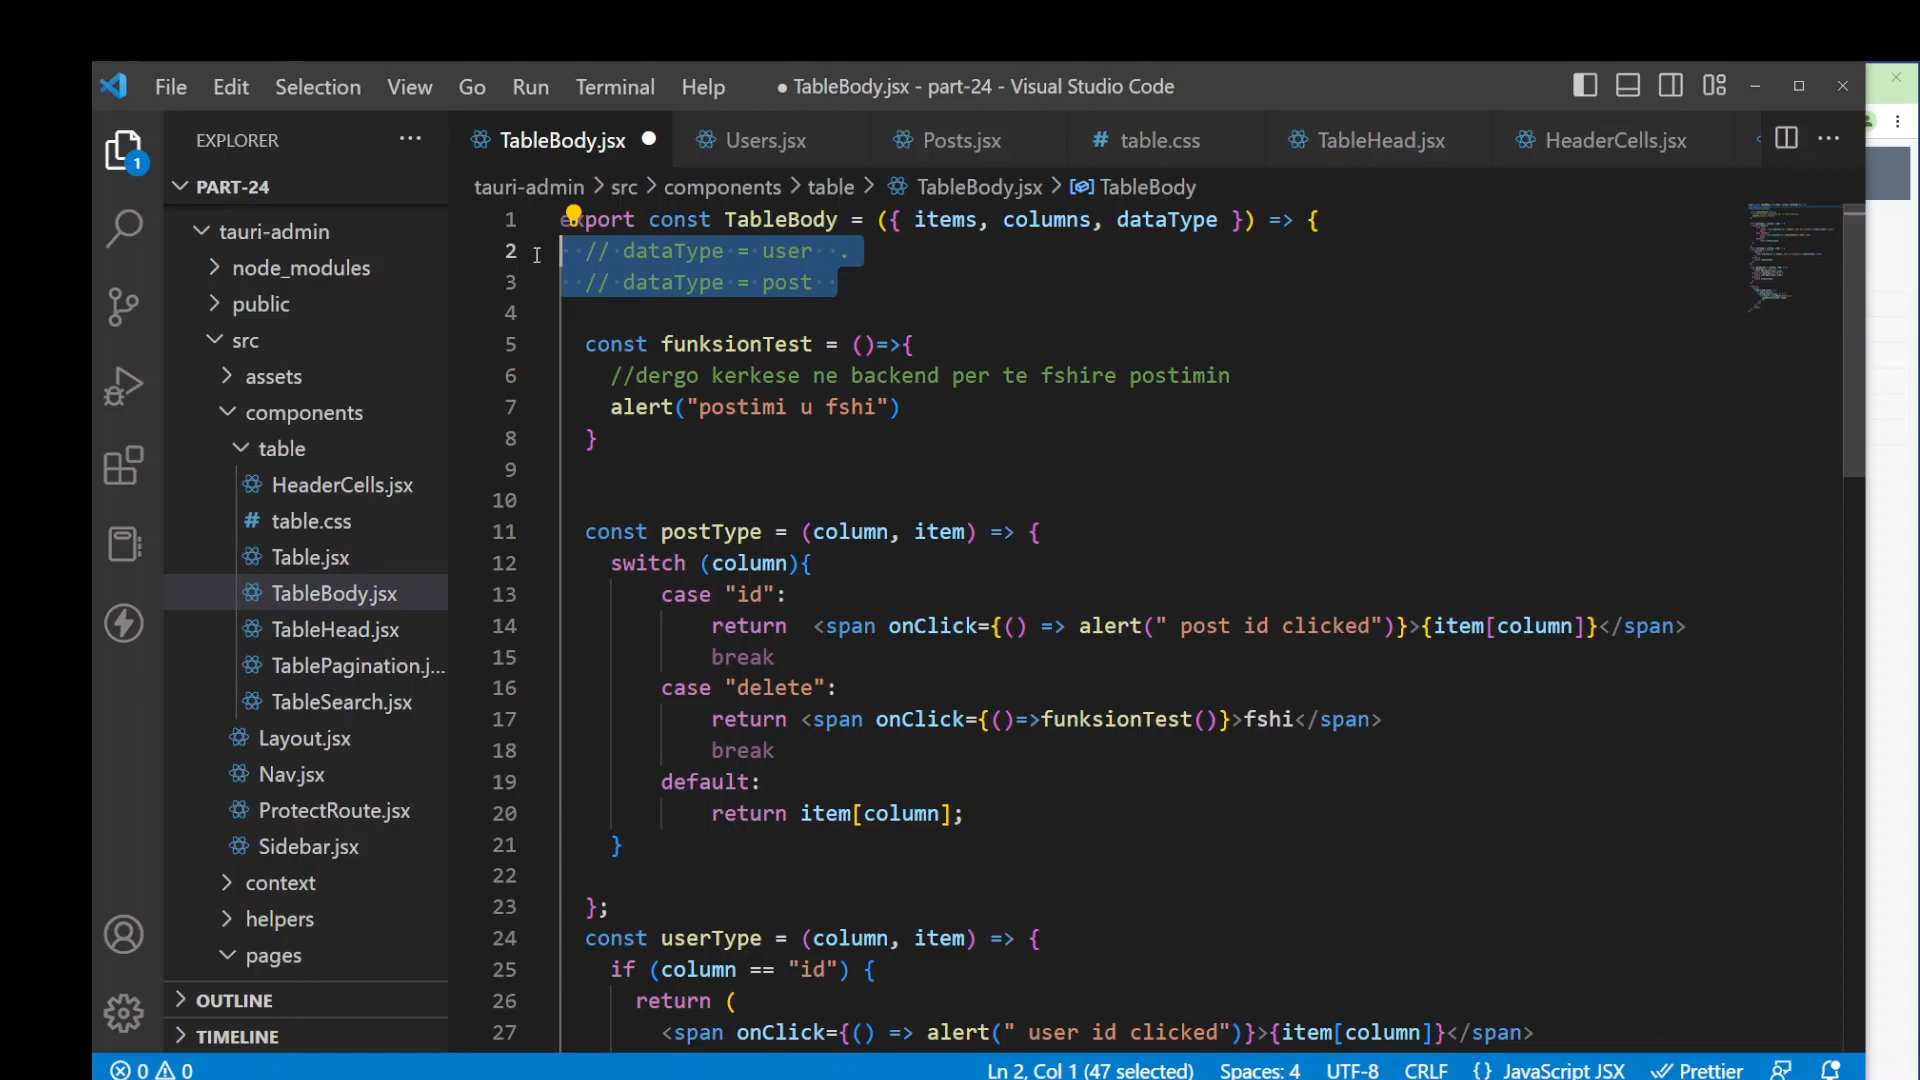 File Edit Selection View Go Run Terminal Help ● TableBody.jsx - part-24 - Visual Studio Code
EXPLORER
TableBody.jsx Users.jsx Posts.jsx # table.css TableHead.jsx HeaderCells.jsx
1
PART-24
tauri-admin > src > components > table > TableBody.jsx > TableBody
tauri-admin
node_modules
public
src
assets
components
table
HeaderCells.jsx
# table.css
Table.jsx
TableBody.jsx
TableHead.jsx
TablePagination.j...
TableSearch.jsx
Layout.jsx
Nav.jsx
ProtectRoute.jsx
Sidebar.jsx
context
helpers
pages
OUTLINE
TIMELINE
1 export const TableBody = ({ items, columns, dataType }) => {
2 // dataType = user .
3 // dataType = post
4
5 const funksionTest = ()=>{
6 //dergo kerkese ne backend per te fshire postimin
7 alert("postimi u fshi")
8 }
9
10
11 const postType = (column, item) => {
12 switch (column){
13 case "id":
14 return <span onClick={() => alert(" post id clicked")}>{item[column]}</span>
15 break
16 case "delete":
17 return <span onClick={()=>funksionTest()}>fshi</span>
18 break
19 default:
20 return item[column];
21 }
22
23 };
24 const userType = (column, item) => {
25 if (column == "id") {
26 return (
27 <span onClick={() => alert(" user id clicked")}>{item[column]}</span>
0 0 Ln 2, Col 1 (47 selected) Spaces: 4 UTF-8 CRLF {} JavaScript JSX Prettier